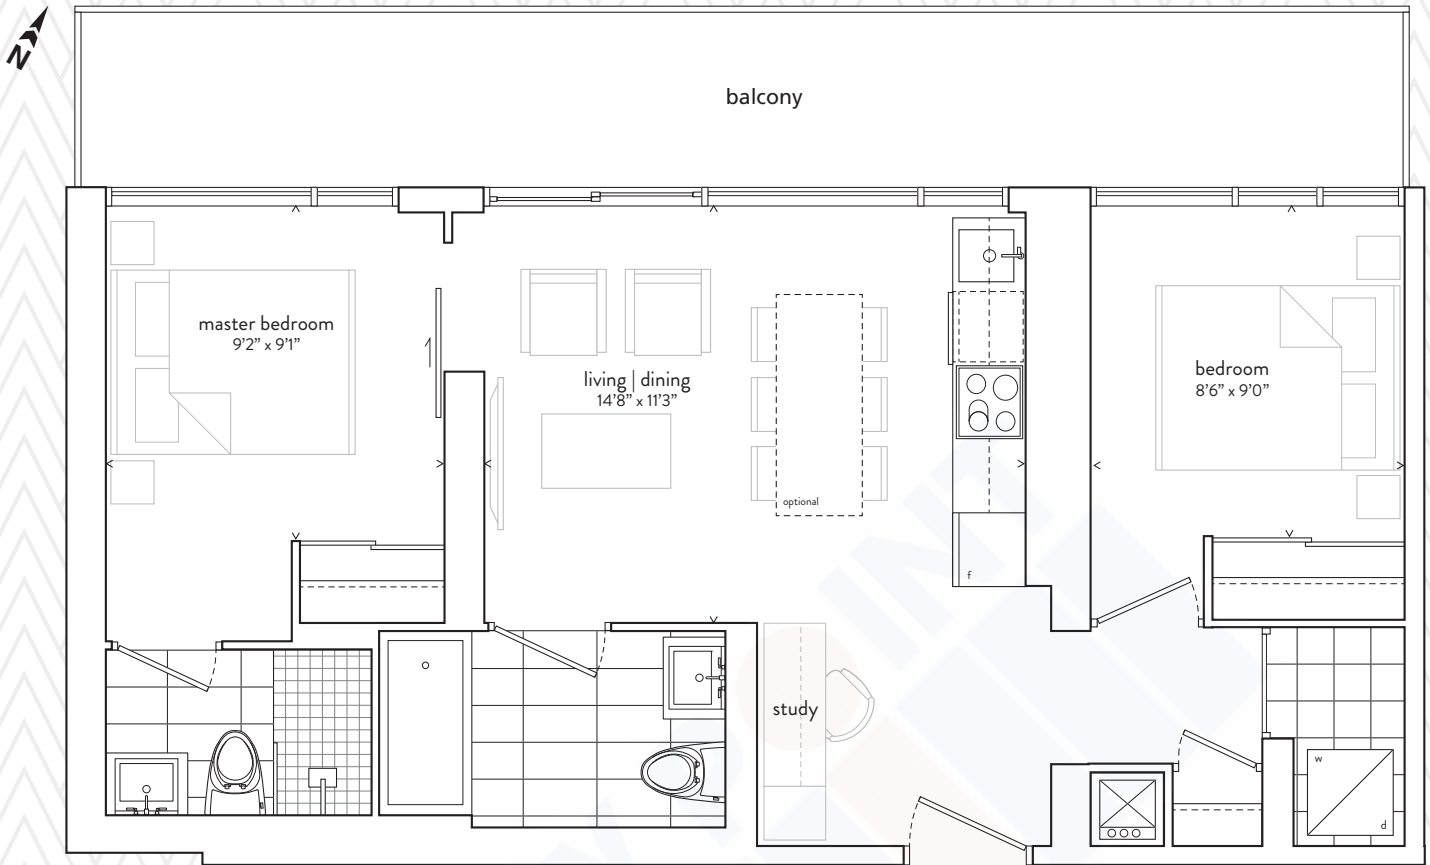 N
balcony
master bedroom
9'2" x 9'1"
living | dining
14'8" x 11'3"
bedroom
8'6" x 9'0"
optional
f
study
w
d